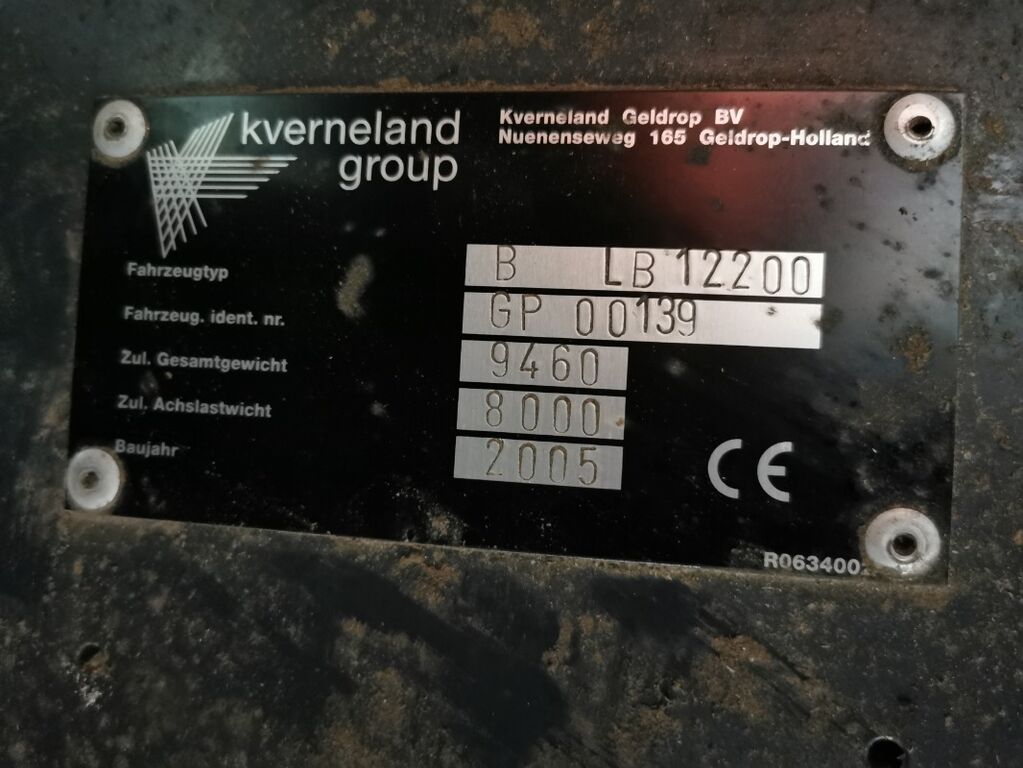 kverneland
group
Kverneland Geldrop BV
Nuenenseweg 165 Geldrop-Holland
Fahrzeugtyp B LB 12200
Fahrzeug. ident. nr. GP 00139
Zul. Gesamtgewicht 9460
Zul. Achslastwicht 8000
Baujahr 2005
CE
R063400